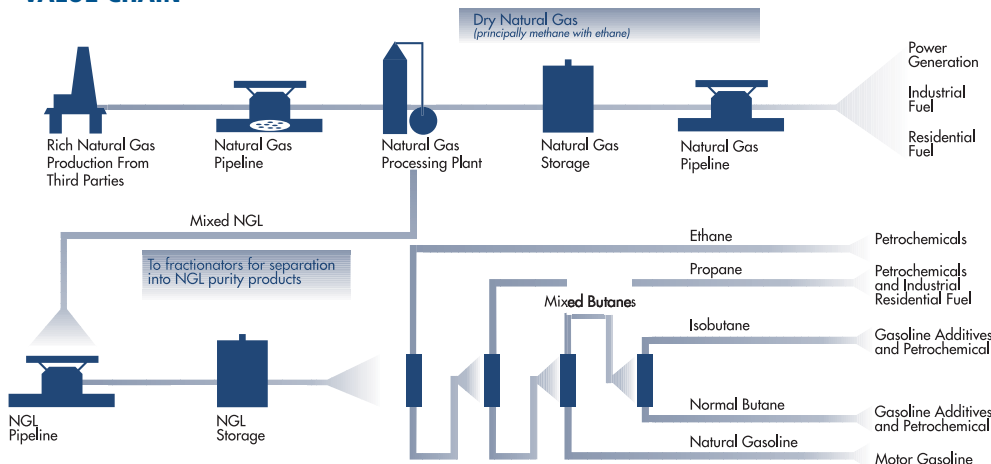 VALUE CHAIN
Dry Natural Gas
(principally methane with ethane)
Power
Generation
Industrial
Fuel
Residential
Fuel
Rich Natural Gas
Production From
Third Parties
Natural Gas
Pipeline
Natural Gas
Processing Plant
Natural Gas
Storage
Natural Gas
Pipeline
Mixed NGL
To fractionators for separation
into NGL purity products
Ethane
Petrochemicals
Propane
Petrochemicals
and Industrial
Residential Fuel
Mixed Butanes
Isobutane
Gasoline Additives
and Petrochemical
NGL
Pipeline
NGL
Storage
Normal Butane
Gasoline Additives
and Petrochemical
Natural Gasoline
Motor Gasoline